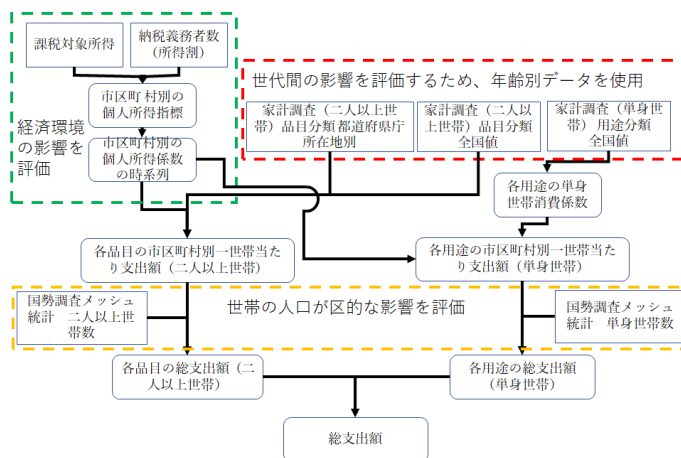 課税対象所得
納税義務者数
（所得割）
世代間の影響を評価するため、年齢別データを使用
市区町村別の
個人所得指標
家計調査（二人以上世
帯）品目分類 都道府県庁
所在地別
家計調査（二人以
上世帯）品目分類
全国値
家計調査（単身世
帯） 用途分類
全国値
経済環境
の影響を
評価
市区町村別の
個人所得係数
の時系列
各用途の単身
世帯消費係数
各品目の市区町村別一世帯当た
り支出額（二人以上世帯）
各用途の市区町村別一世帯当た
り支出額（単身世帯）
国勢調査メッシュ
統計　二人以上世
帯数
世帯の人口が区的な影響を評価
国勢調査メッシュ
統計　単身世帯数
各品目の総支出額（二
人以上世帯）
各用途の総支出額
（単身世帯）
総支出額